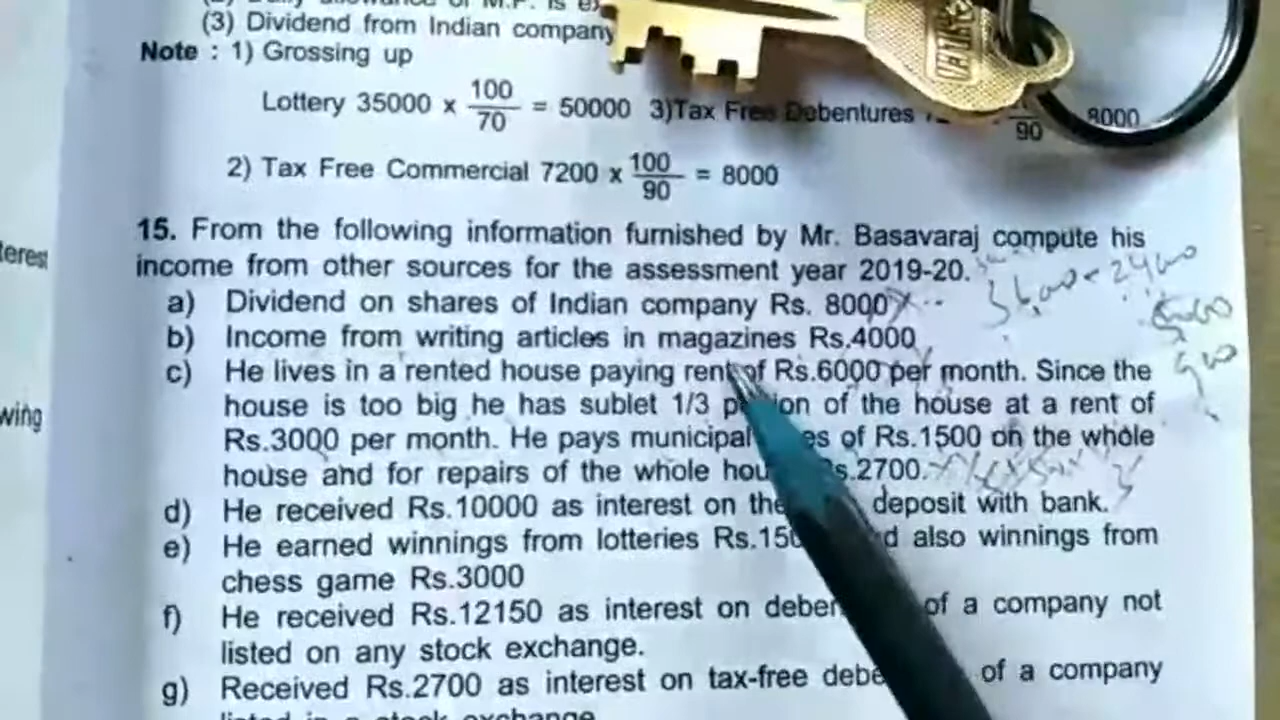 (3) Dividend from Indian company
Note : 1) Grossing up
Lottery 35000 x 100/70 = 50000 3)Tax Free Debentures 90 8000
2) Tax Free Commercial 7200 x 100/90 = 8000
15. From the following information furnished by Mr. Basavaraj compute his
income from other sources for the assessment year 2019-20.
a) Dividend on shares of Indian company Rs. 8000
b) Income from writing articles in magazines Rs.4000
c) He lives in a rented house paying rent of Rs.6000 per month. Since the
house is too big he has sublet 1/3 of the house at a rent of
Rs.3000 per month. He pays municipal of Rs.1500 on the whole
house and for repairs of the whole 2700.
d) He received Rs.10000 as interest on deposit with bank.
e) He earned winnings from lotteries also winnings from
chess game Rs.3000
f) He received Rs.12150 as interest on of a company not
listed on any stock exchange.
g) Received Rs.2700 as interest on tax-free of a company